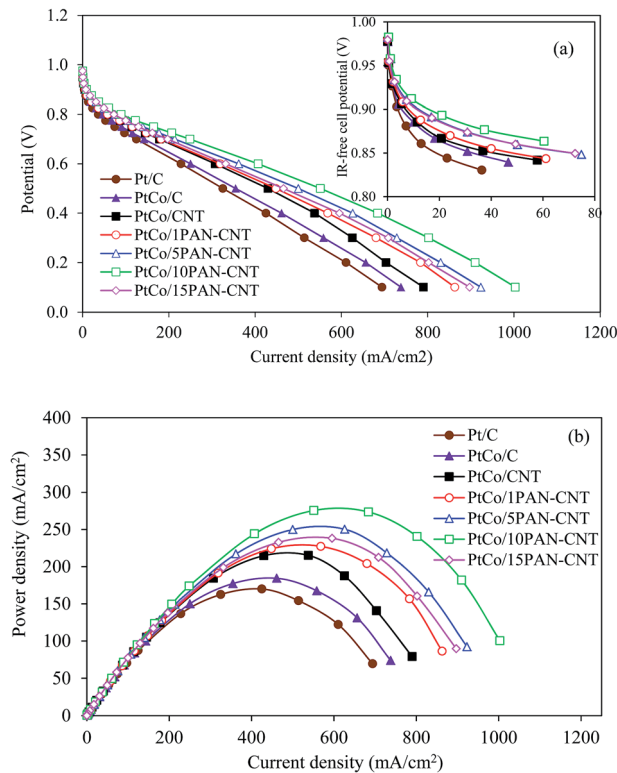 (a)
Potential (V)
1.0
0.8
0.6
0.4
0.2
0.0
0
200
400
600
800
1000
1200
Current density (mA/cm2)
Pt/C
PtCo/C
PtCo/CNT
PtCo/1PAN-CNT
PtCo/5PAN-CNT
PtCo/10PAN-CNT
PtCo/15PAN-CNT
IR-free cell potential (V)
1.00
0.95
0.90
0.85
0.80
0
20
40
60
80
(b)
Power density (mA/cm²)
400
350
300
250
200
150
100
50
0
0
200
400
600
800
1000
Current density (mA/cm²)
Pt/C
PtCo/C
PtCo/CNT
PtCo/1PAN-CNT
PtCo/5PAN-CNT
PtCo/10PAN-CNT
PtCo/15PAN-CNT